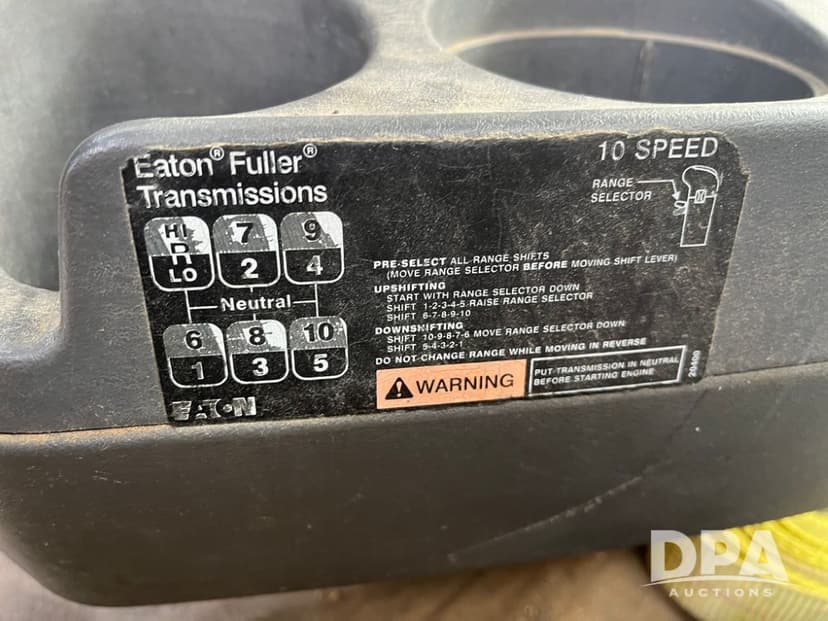 Eaton® Fuller®
Transmissions
10 SPEED
RANGE
SELECTOR
HI 7 9
R
LO 2 4
Neutral
6 8 10
1 3 5
PRE-SELECT ALL RANGE SHIFTS
(MOVE RANGE SELECTOR BEFORE MOVING SHIFT LEVER)
UPSHIFTING
START WITH RANGE SELECTOR DOWN
SHIFT 1-2-3-4-5 RAISE RANGE SELECTOR
SHIFT 6-7-8-9-10
DOWNSHIFTING
SHIFT 10-9-8-7-6 MOVE RANGE SELECTOR DOWN
SHIFT 5-4-3-2-1
DO NOT CHANGE RANGE WHILE MOVING IN REVERSE
WARNING
PUT TRANSMISSION IN NEUTRAL
BEFORE STARTING ENGINE
20400
EATON
DPA
AUCTIONS